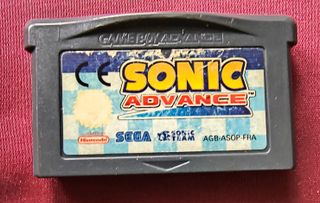 GAME BOY ADVANCE
CE
SONIC
ADVANCE
Nintendo
SEGA
SONIC TEAM
AGB-ASOP-FRA